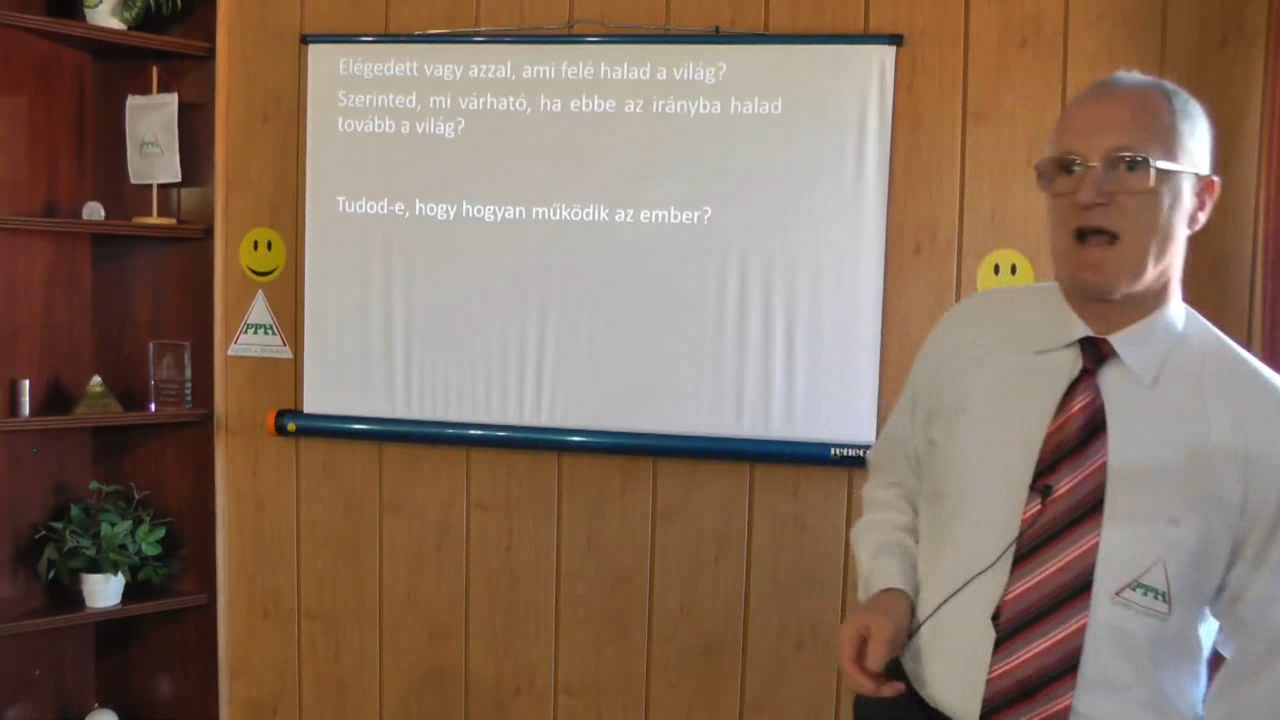 Elégedett vagy azzal, ami felé halad a világ?
Szerinted, mi várható, ha ebbe az irányba halad
tovább a világ?
Tudod-e, hogy hogyan működik az ember?
PPH
PPH